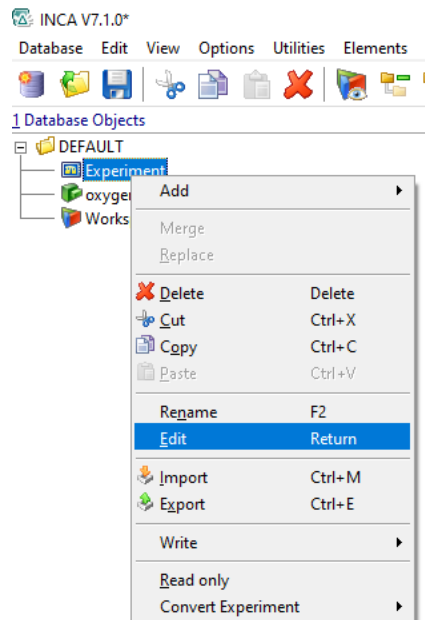 INCA V7.1.0*
Database Edit View Options Utilities Elements
1 Database Objects
DEFAULT
Experiment
oxyge
Works
Add
Merge
Replace
Delete Delete
Cut Ctrl+X
Copy Ctrl+C
Paste Ctrl+V
Rename F2
Edit Return
Import Ctrl+M
Export Ctrl+E
Write
Read only
Convert Experiment